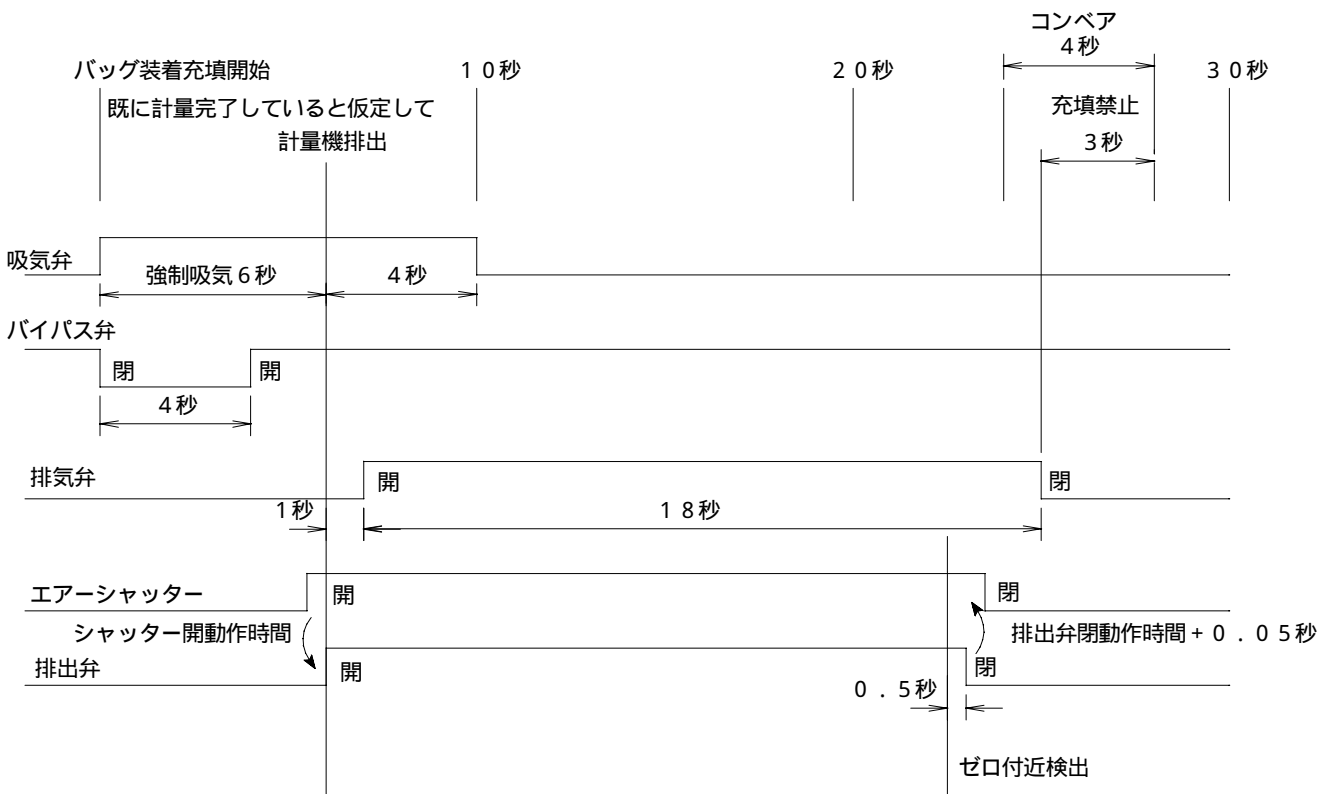 コンベア
4秒
バッグ装着充填開始
10秒
20秒
30秒
既に計量完了していると仮定して
計量機排出
充填禁止
3秒
吸気弁
強制吸気6秒
4秒
バイパス弁
閉
開
4秒
排気弁
開
閉
1秒
18秒
エアーシャッター
開
閉
シャッター開動作時間
排出弁閉動作時間+0.05秒
排出弁
開
閉
0.5秒
ゼロ付近検出